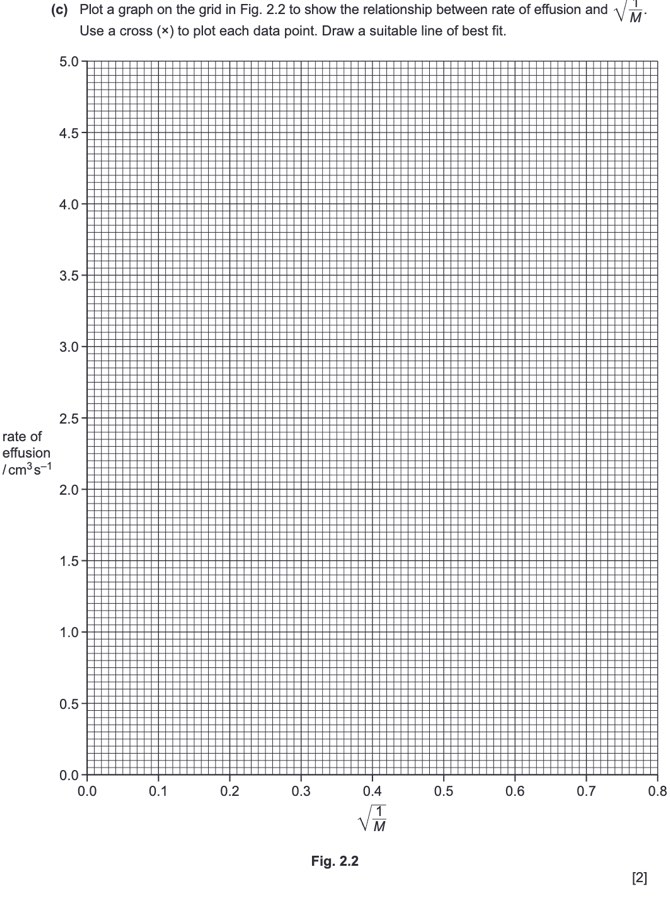 (c) Plot a graph on the grid in Fig. 2.2 to show the relationship between rate of effusion and √1/M.
Use a cross (×) to plot each data point. Draw a suitable line of best fit.
5.0
4.5
4.0
3.5
3.0
2.5
rate of
effusion
/cm³s⁻¹
2.0
1.5
1.0
0.5
0.0
0.0 0.1 0.2 0.3 0.4 0.5 0.6 0.7 0.8
√1/M
Fig. 2.2
[2]